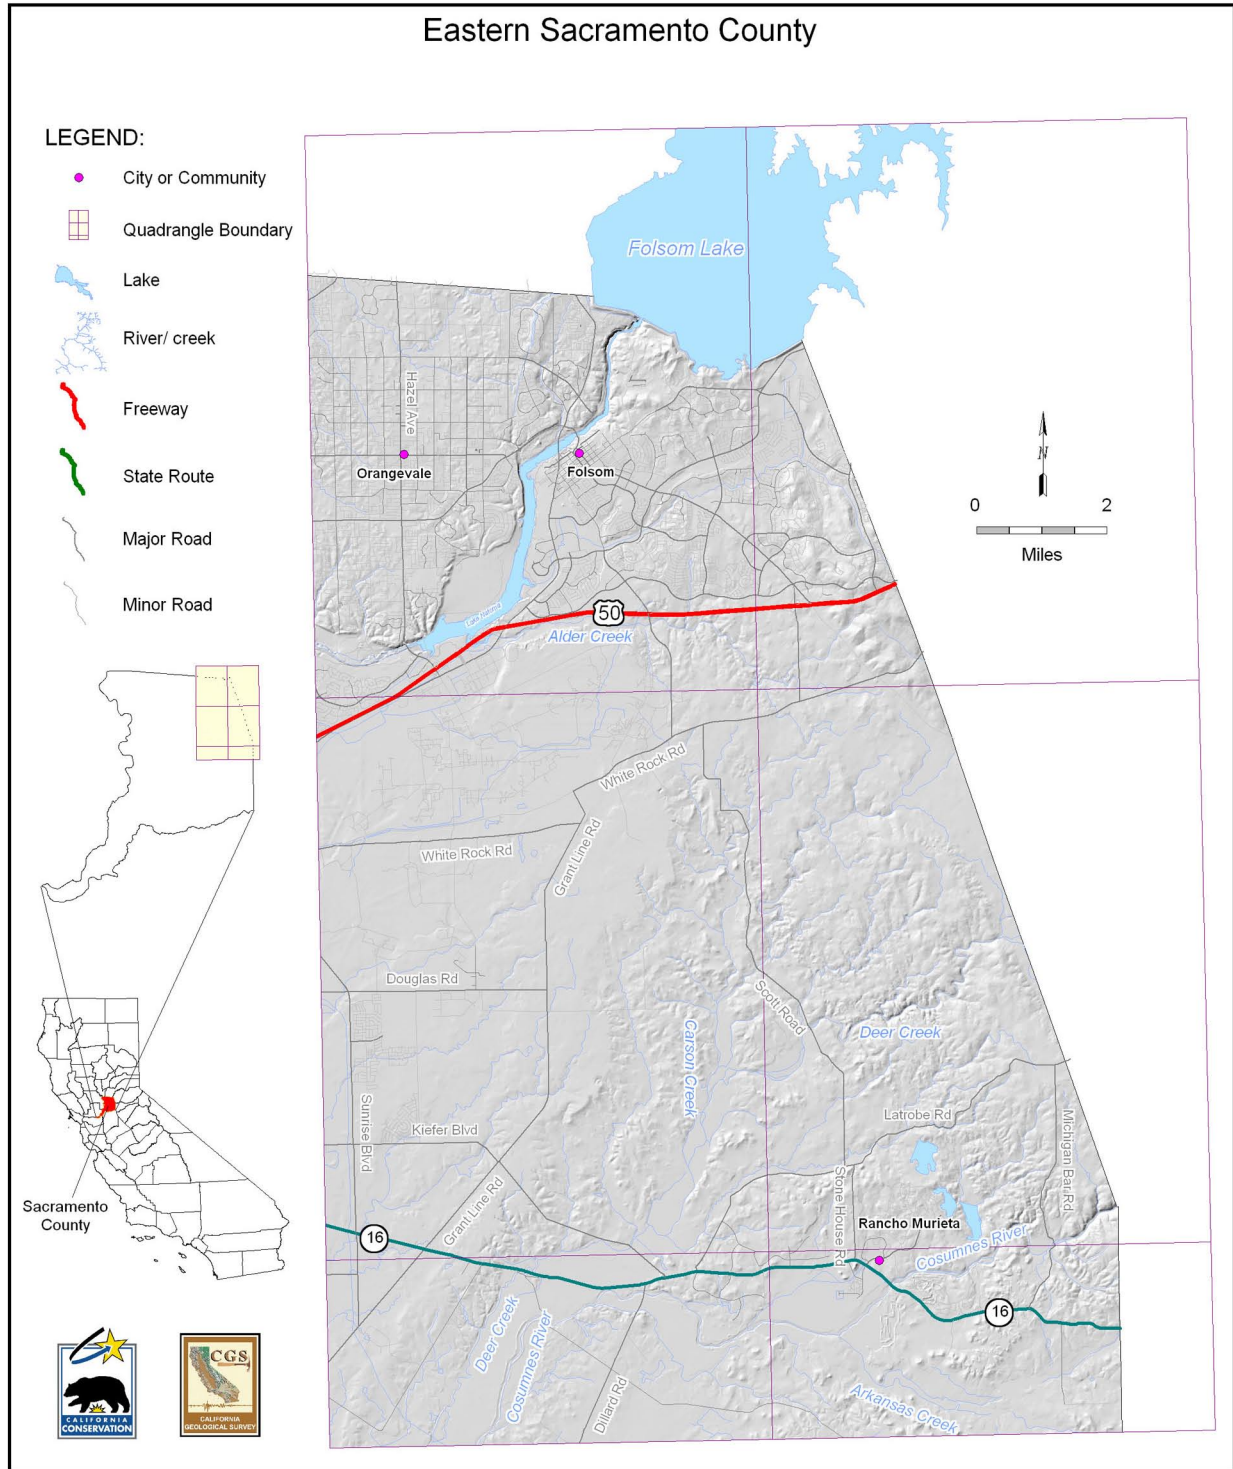 Eastern Sacramento County
LEGEND:
City or Community
Quadrangle Boundary
Lake
River/ creek
Freeway
State Route
Major Road
Minor Road
Folsom Lake
Hazel Ave
Orangevale
Folsom
N
0 2
Miles
Lake Natoma
50
Alder Creek
White Rock Rd
White Rock Rd
Grant Line Rd
Douglas Rd
Scott Road
Carson Creek
Deer Creek
Sunrise Blvd
Kiefer Blvd
Latrobe Rd
Michigan Bar Rd
Grant Line Rd
Stone House Rd
Rancho Murieta
Cosumnes River
16
16
Deer Creek
Cosumnes River
Dillard Rd
Arkansas Creek
Sacramento
County
CALIFORNIA
CONSERVATION
CGS
CALIFORNIA
GEOLOGICAL SURVEY